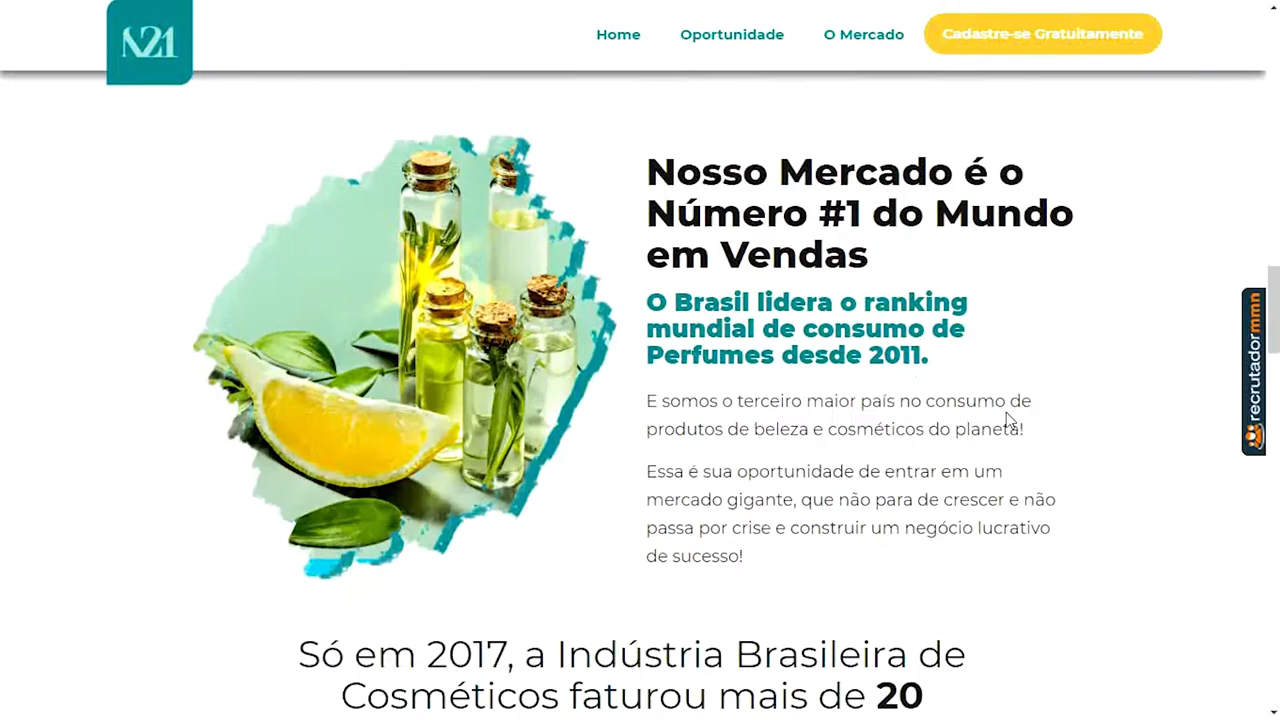 N21
Home
Oportunidade
O Mercado
Cadastre-se Gratuitamente
Nosso Mercado é o
Número #1 do Mundo
em Vendas
O Brasil lidera o ranking
mundial de consumo de
Perfumes desde 2011.
E somos o terceiro maior país no consumo de
produtos de beleza e cosméticos do planeta!
Essa é sua oportunidade de entrar em um
mercado gigante, que não para de crescer e não
passa por crise e construir um negócio lucrativo
de sucesso!
recrutadormmn
Só em 2017, a Indústria Brasileira de
Cosméticos faturou mais de 20